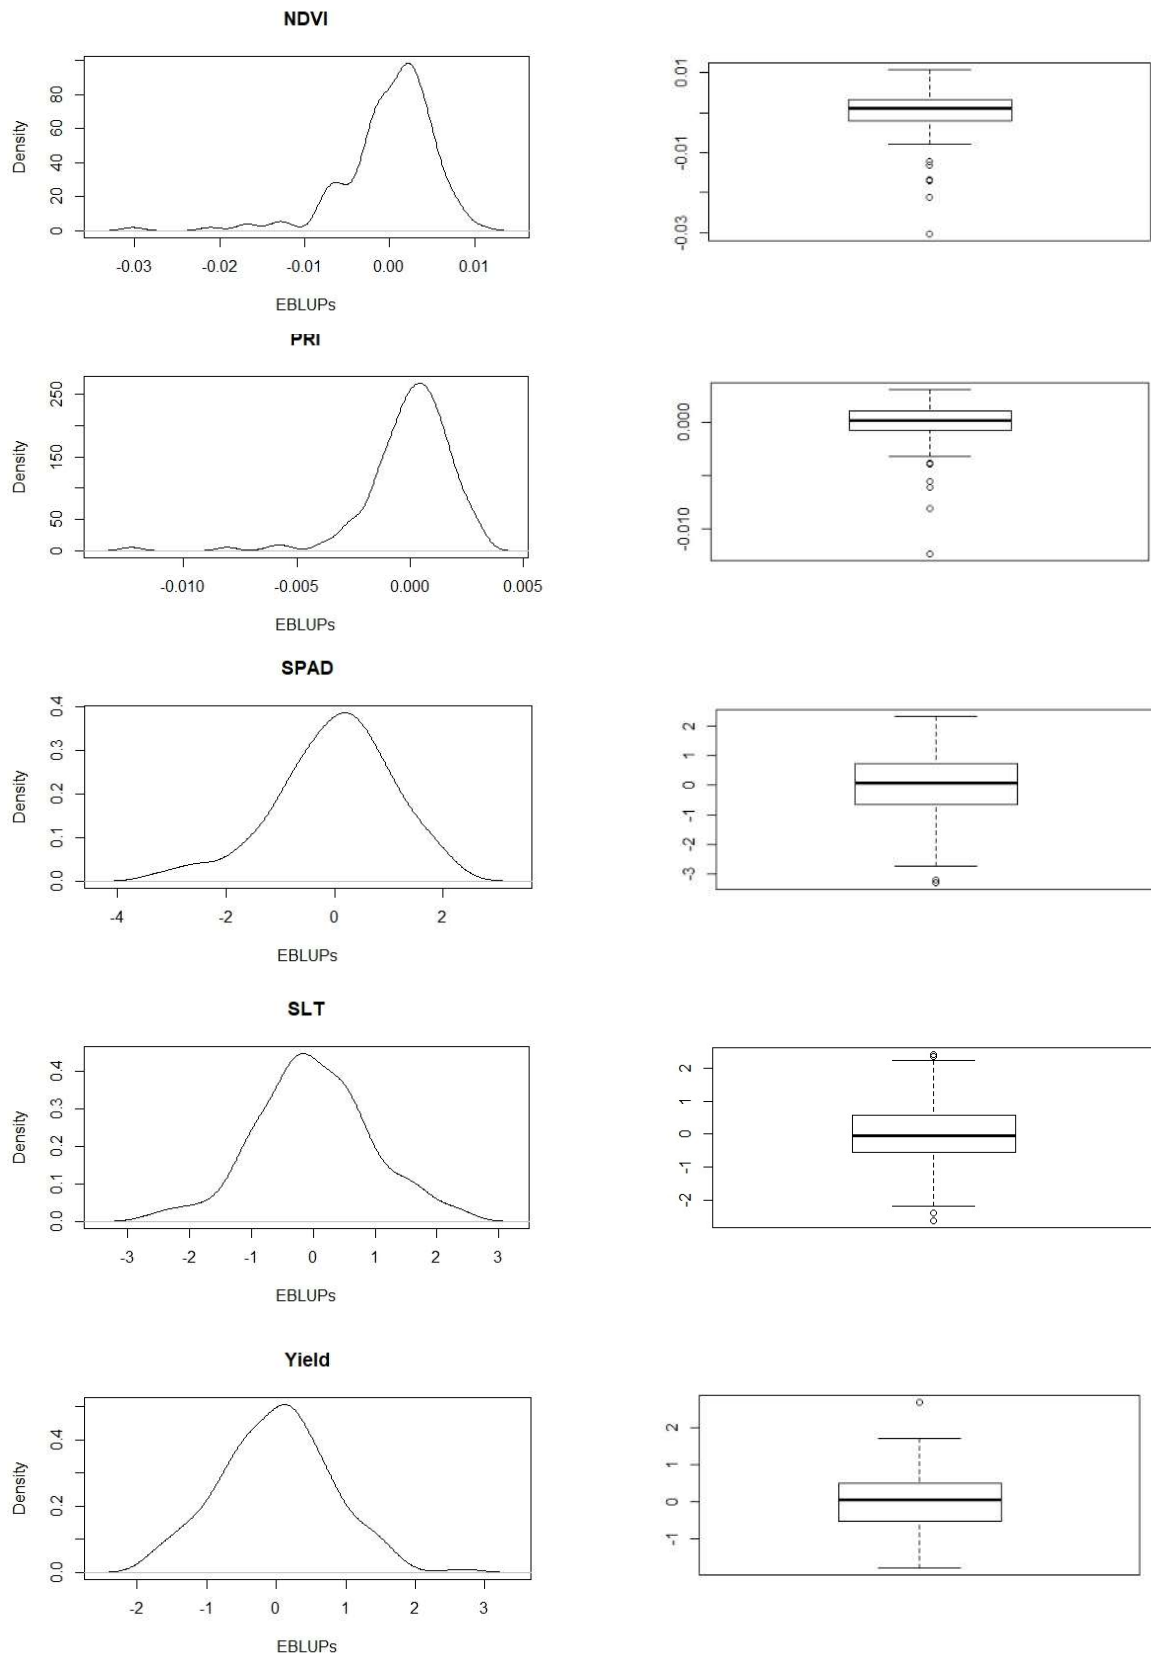 NDVI
Density
0 20 40 60 80
-0.03 -0.02 -0.01 0.00 0.01
EBLUPs
-0.03 -0.01 0.01
PRI
Density
0 50 150 250
-0.010 -0.005 0.000 0.005
EBLUPs
-0.010 0.000
SPAD
Density
0.0 0.1 0.2 0.3 0.4
-4 -2 0 2
EBLUPs
-3 -2 -1 0 1 2
SLT
Density
0.0 0.1 0.2 0.3 0.4
-3 -2 -1 0 1 2 3
EBLUPs
-2 -1 0 1 2
Yield
Density
0.0 0.2 0.4
-2 -1 0 1 2 3
EBLUPs
-1 0 1 2